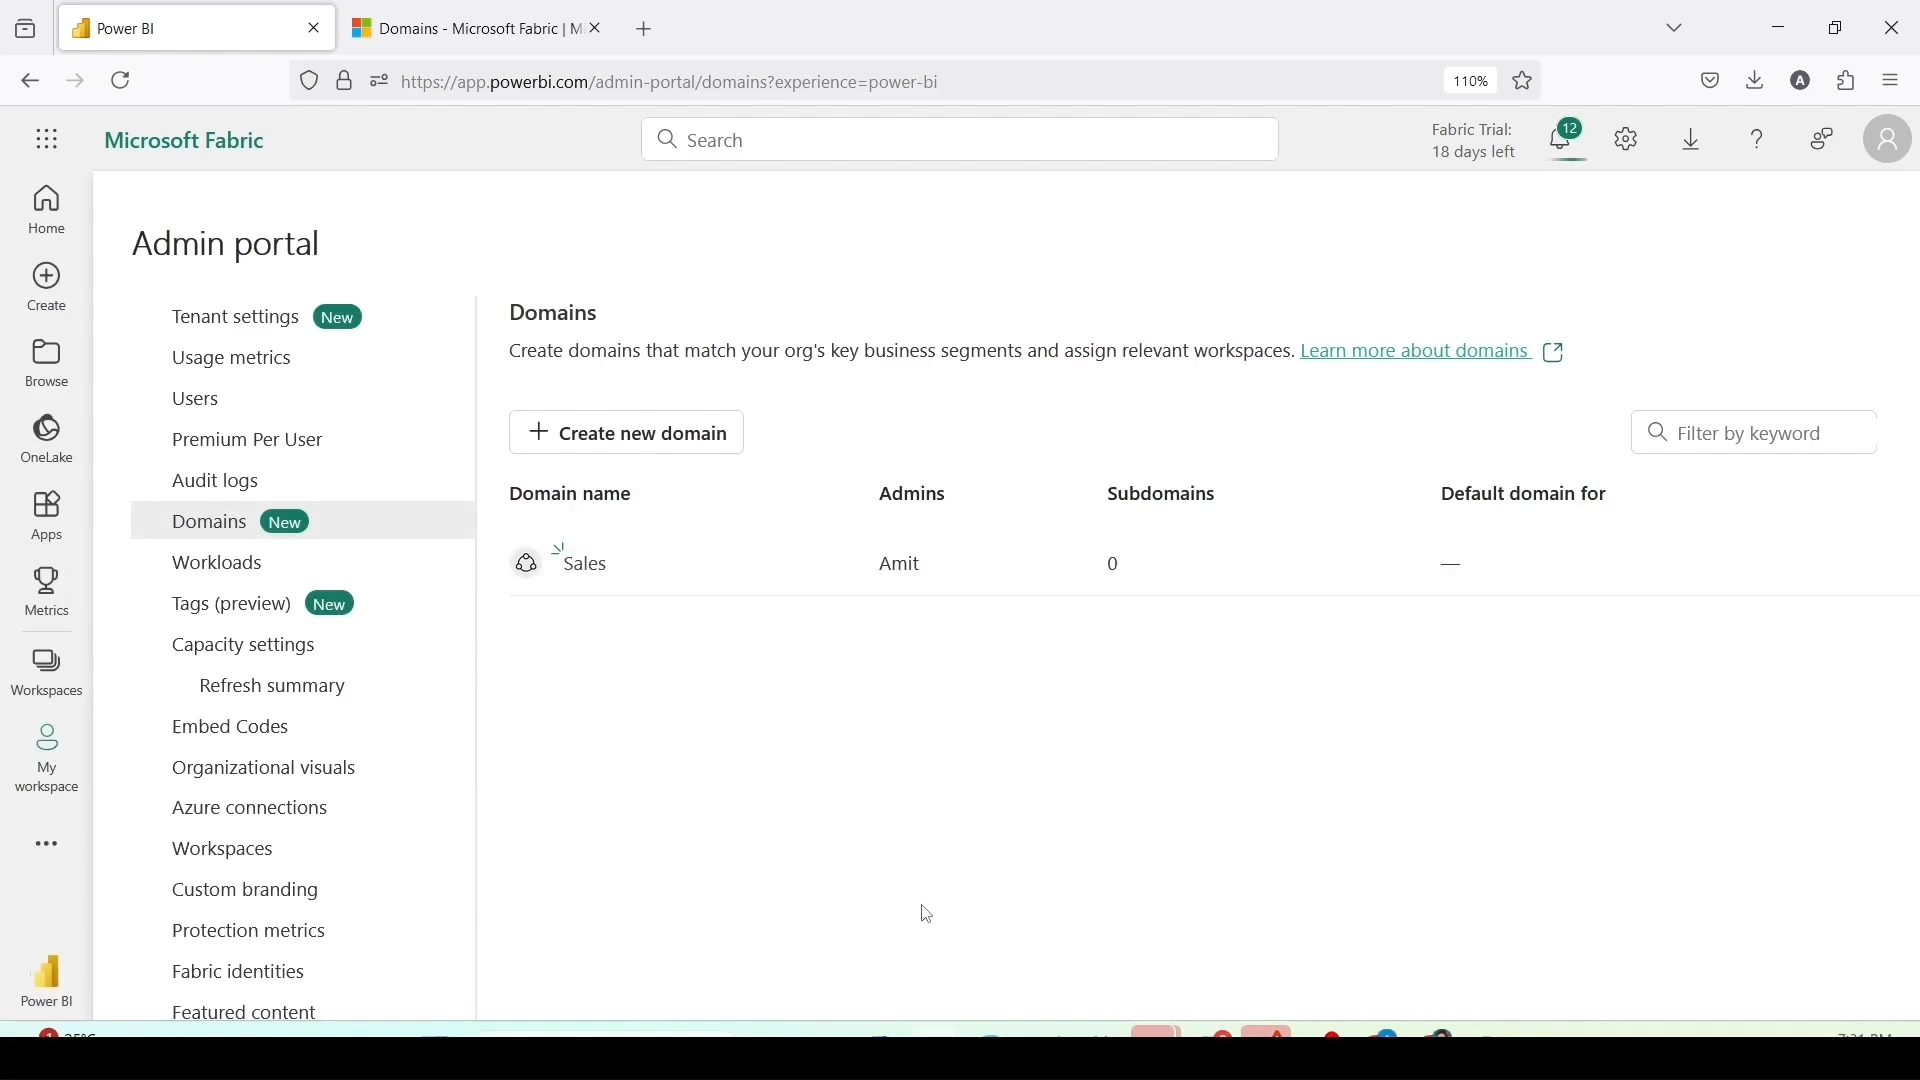 Power BI
Domains - Microsoft Fabric | Mi
https://app.powerbi.com/admin-portal/domains?experience=power-bi
110%
A
Microsoft Fabric
Search
Fabric Trial:
18 days left
12
Home
Create
Browse
OneLake
Apps
Metrics
Workspaces
My
workspace
Power BI
Admin portal
Tenant settings New
Usage metrics
Users
Premium Per User
Audit logs
Domains New
Workloads
Tags (preview) New
Capacity settings
Refresh summary
Embed Codes
Organizational visuals
Azure connections
Workspaces
Custom branding
Protection metrics
Fabric identities
Featured content
Domains
Create domains that match your org's key business segments and assign relevant workspaces. Learn more about domains
+ Create new domain
Filter by keyword
Domain name Admins Subdomains Default domain for
Sales Amit 0 —